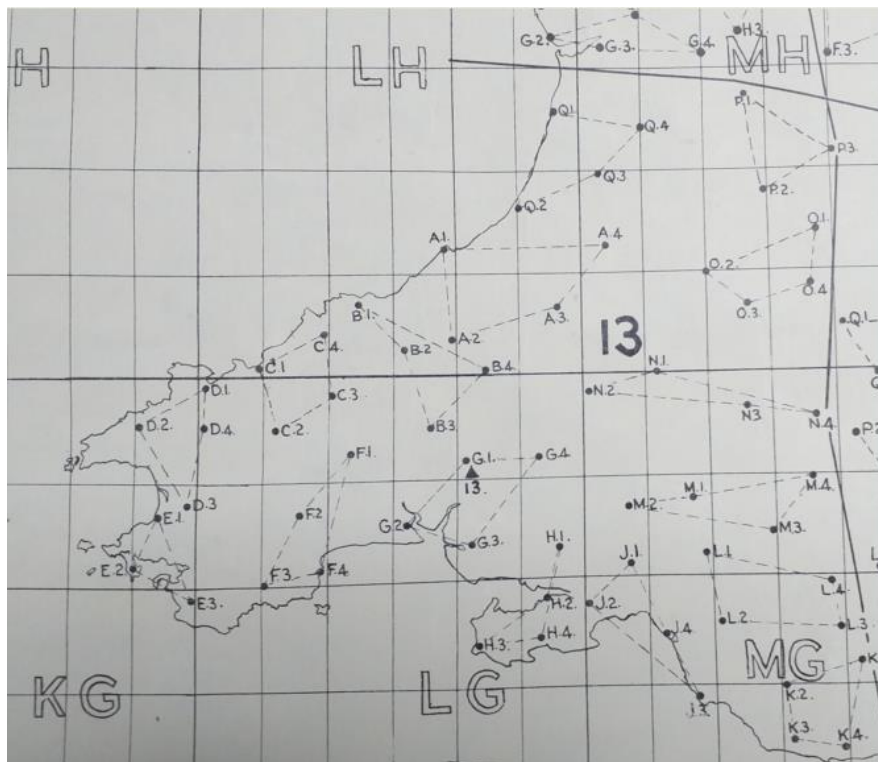 G.2.
G.3.
G.4.
H.3.
F.3.
H
LH
MH
Q.1.
Q.4
P.1.
P.3.
Q.3
P.2.
Q.2
O.1.
A.1.
A.4
O.2.
O.4
B.1.
A.3.
O.3.
Q.1
C.4.
A.2
13
B.2
C.1
B.4.
N.1.
D.1.
N.2
C.3.
N.3
N.4.
D.2.
D.4.
C.2.
B.3
P.2
F.1.
G.1.
G.4.
13.
M.1.
M.4.
D.3
M.2
E.1.
F.2
G.2
M.3.
G.3.
H.1.
J.1.
L.1.
E.2.
F.3
F.4
L.4.
E.3.
H.2.
J.2.
L.2
L.3.
H.3.
H.4.
J.4
KG
LG
MG
K.2.
J.3.
K.3
K.4.